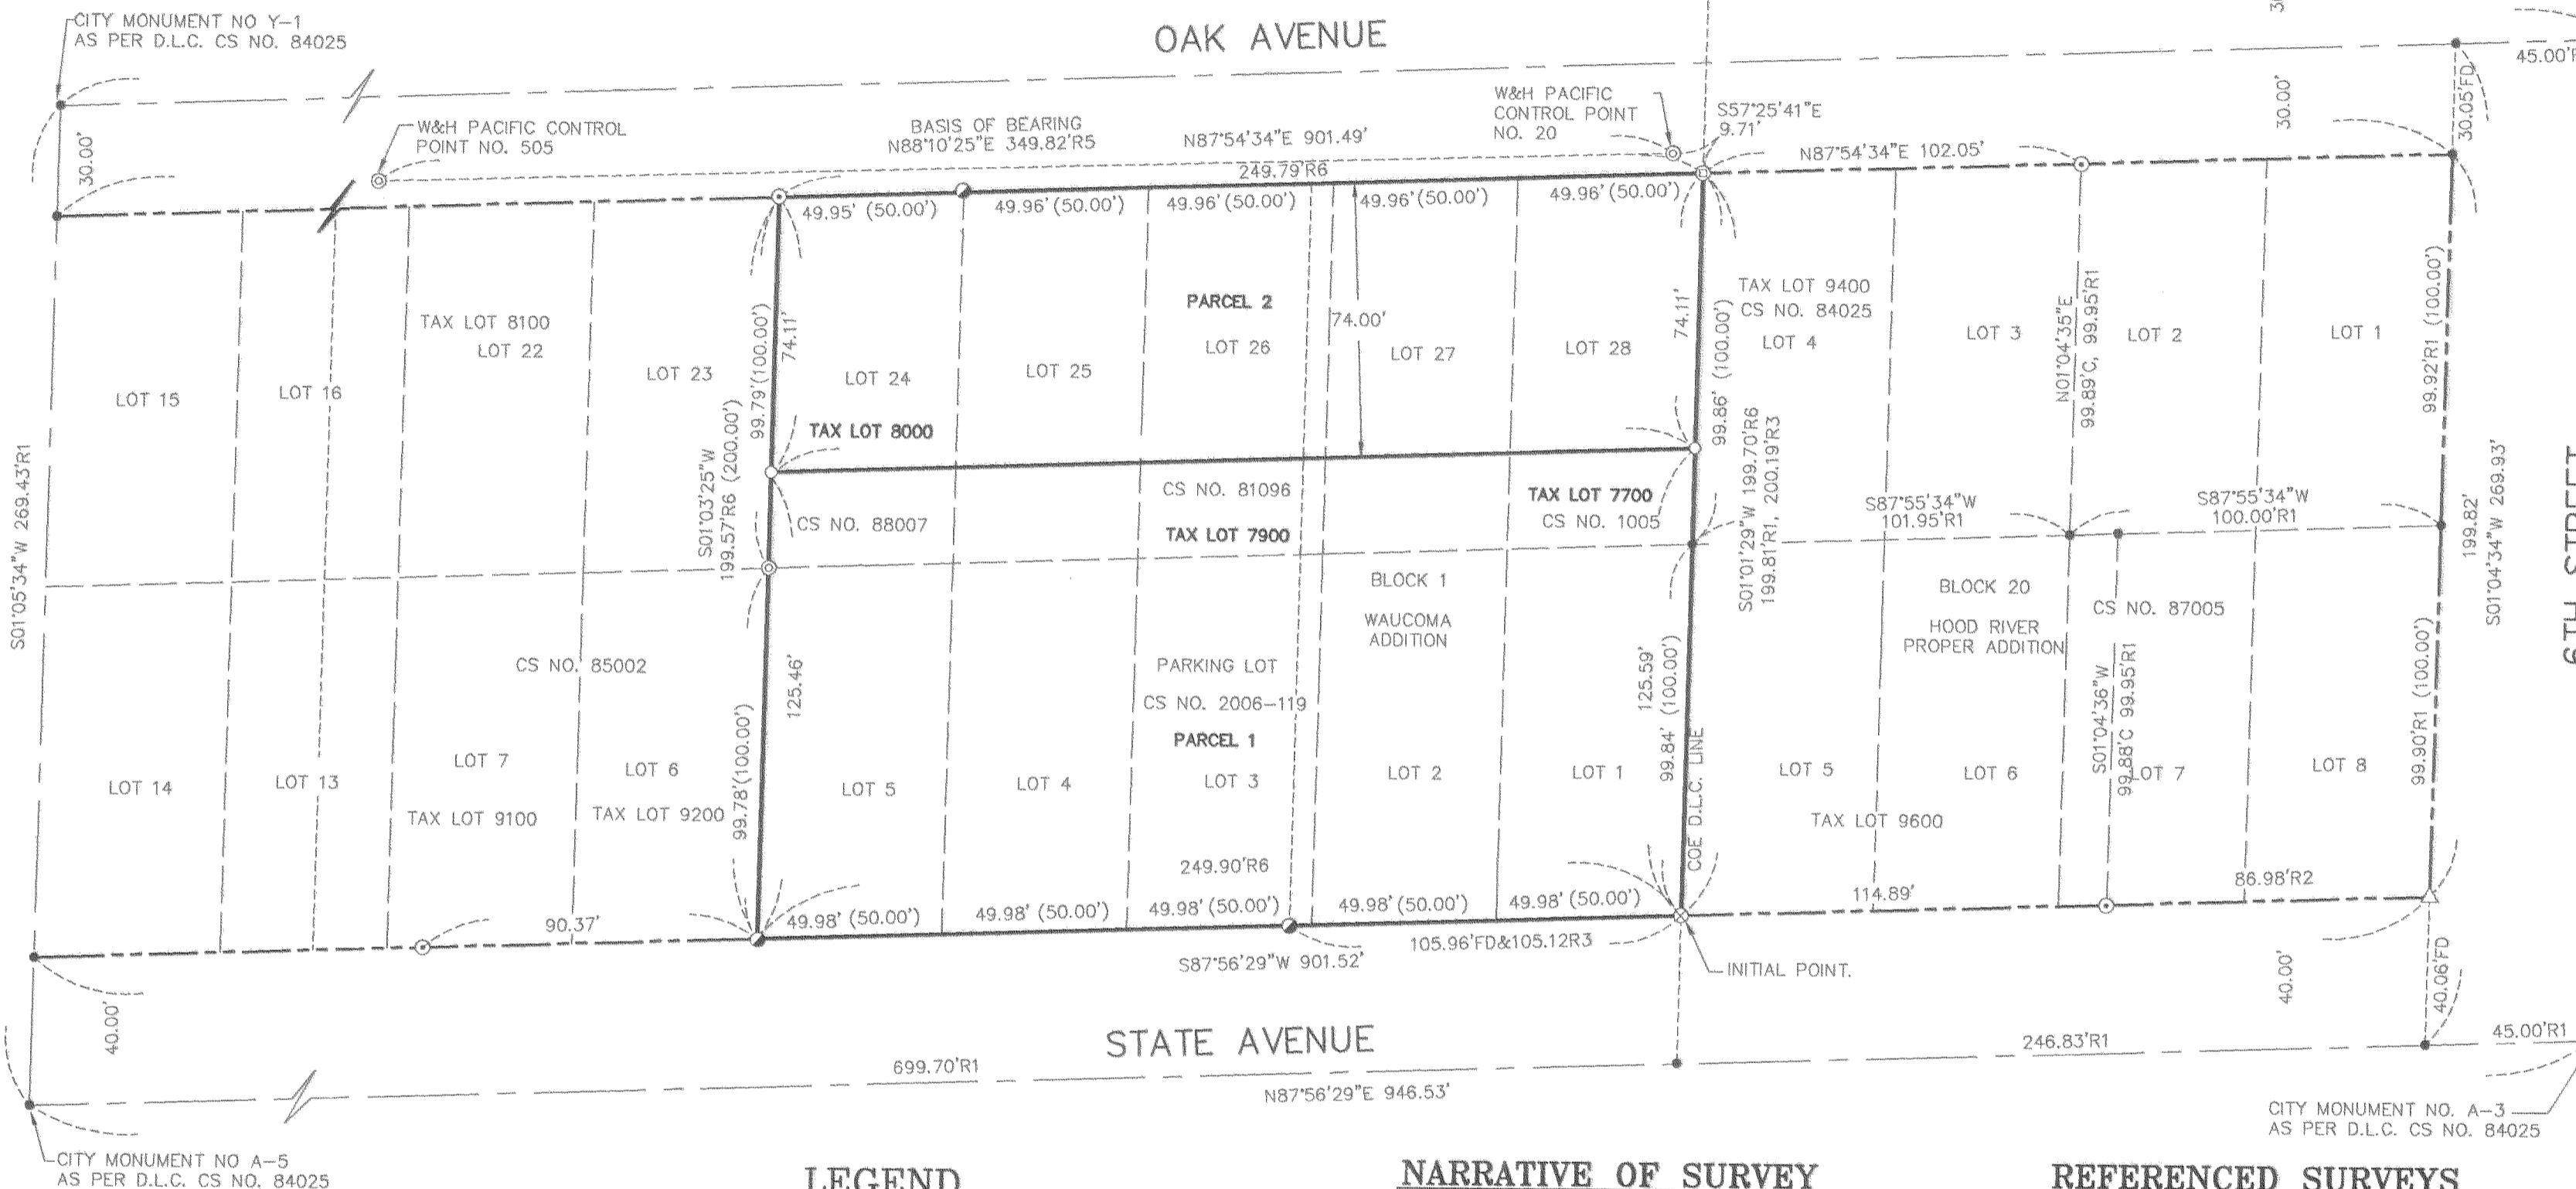 CITY MONUMENT NO Y-1
AS PER D.L.C. CS NO. 84025
OAK AVENUE
45.00'
30.00'
30.05'FD
30.00'
W&H PACIFIC CONTROL
POINT NO. 505
BASIS OF BEARING
N88°10'25"E 349.82'R5
N87°54'34"E 901.49'
W&H PACIFIC
CONTROL POINT
NO. 20
S57°25'41"E
9.71'
N87°54'34"E 102.05'
249.79'R6
49.95' (50.00')
49.96' (50.00')
49.96' (50.00')
49.96' (50.00')
49.96' (50.00')
S01°05'34"W 269.43'R1
LOT 15
LOT 16
TAX LOT 8100
LOT 22
LOT 23
S01°03'25"W
199.57'R6 (200.00')
99.79'(100.00')
74.11'
LOT 24
TAX LOT 8000
LOT 25
PARCEL 2
LOT 26
74.00'
LOT 27
LOT 28
74.11'
99.86' (100.00')
S01°01'29"W 199.70'R6
199.81'R1, 200.19'R3
TAX LOT 9400
CS NO. 84025
LOT 4
LOT 3
N01°04'35"E
99.89'C, 99.95'R1
LOT 2
LOT 1
99.92'R1 (100.00')
199.82'
S01°04'34"W 269.93'
6TH STREET
CS NO. 88007
CS NO. 81096
TAX LOT 7900
TAX LOT 7700
CS NO. 1005
S87°55'34"W
101.95'R1
S87°55'34"W
100.00'R1
BLOCK 1
WAUCOMA
ADDITION
BLOCK 20
HOOD RIVER
PROPER ADDITION
CS NO. 87005
CS NO. 85002
PARKING LOT
CS NO. 2006-119
PARCEL 1
LOT 14
LOT 13
LOT 7
TAX LOT 9100
LOT 6
TAX LOT 9200
99.78'(100.00')
125.46'
LOT 5
LOT 4
LOT 3
LOT 2
LOT 1
125.59'
99.84' (100.00')
COE D.L.C. LINE
LOT 5
LOT 6
TAX LOT 9600
S01°04'36"W
99.88'C 99.95'R1
LOT 7
LOT 8
99.90'R1 (100.00')
249.90'R6
90.37'
49.98' (50.00')
49.98' (50.00')
49.98' (50.00')
49.98' (50.00')
49.98' (50.00')
114.89'
86.98'R2
105.96'FD&105.12R3
S87°56'29"W 901.52'
INITIAL POINT.
40.00'
40.00'
40.06'FD
STATE AVENUE
699.70'R1
N87°56'29"E 946.53'
246.83'R1
45.00'R1
CITY MONUMENT NO A-5
AS PER D.L.C. CS NO. 84025
CITY MONUMENT NO. A-3
AS PER D.L.C. CS NO. 84025
LEGEND
NARRATIVE OF SURVEY
REFERENCED SURVEYS